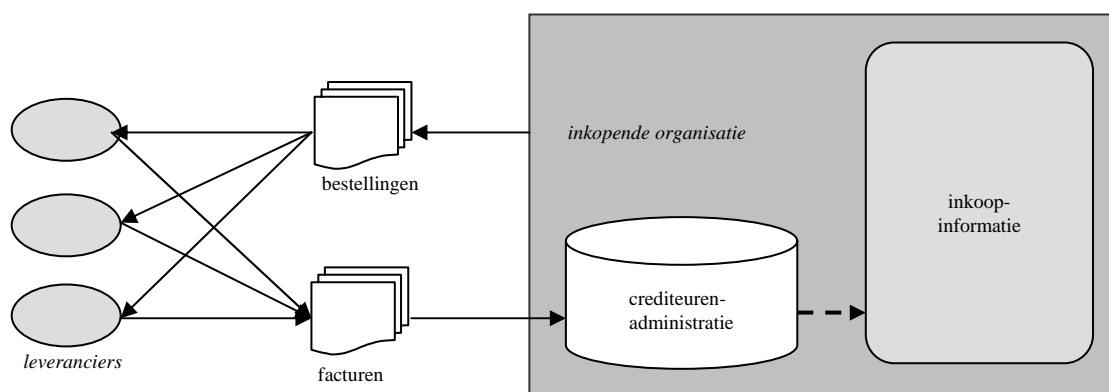 inkopende organisatie
bestellingen
inkoop-
informatie
crediteuren-
administratie
leveranciers
facturen